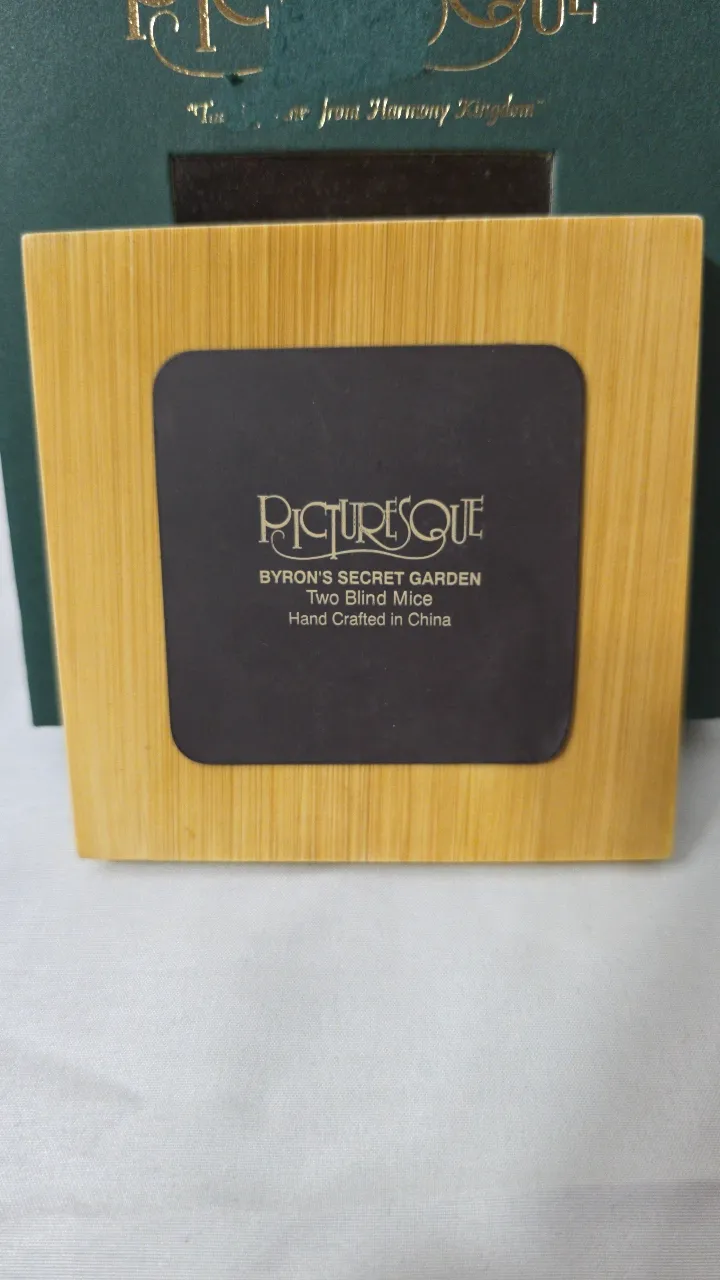 from Harmony Kingdom"
PICTURESQUE
BYRON'S SECRET GARDEN
Two Blind Mice
Hand Crafted in China